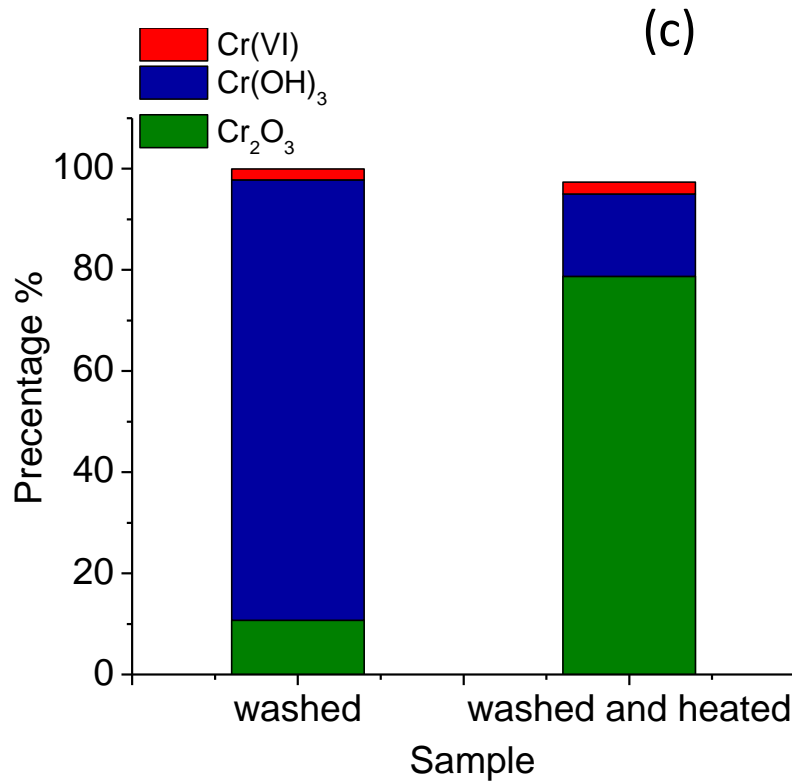 (c)
Cr(VI)
Cr(OH)₃
Cr₂O₃
100
80
60
40
20
0
Precentage %
washed
washed and heated
Sample